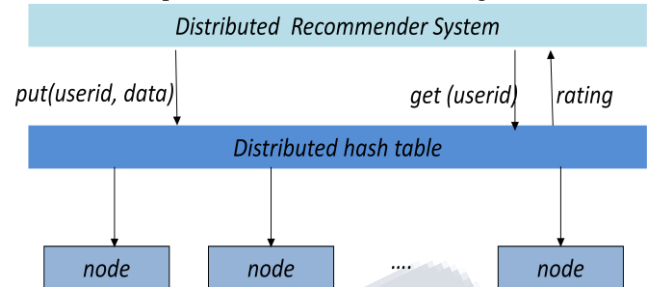 Distributed Recommender System
put(userid, data)
get (userid)
rating
Distributed hash table
node
node
....
node